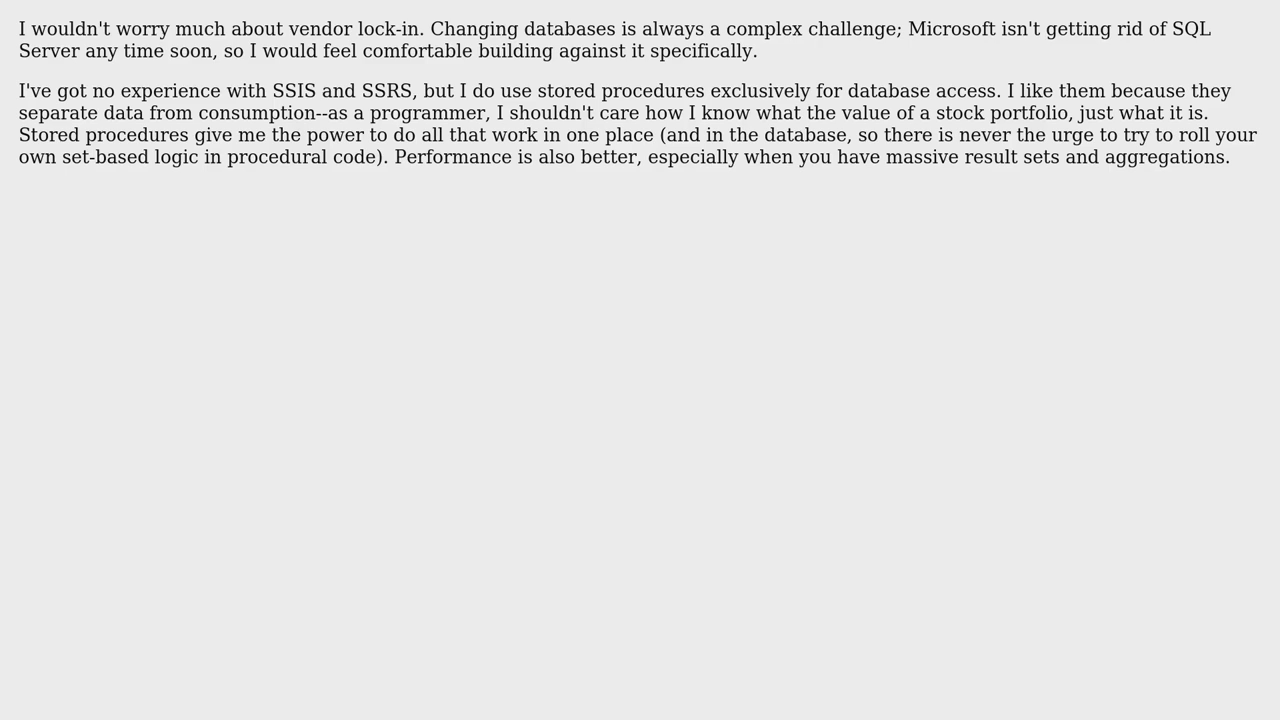 I wouldn't worry much about vendor lock-in. Changing databases is always a complex challenge; Microsoft isn't getting rid of SQL
Server any time soon, so I would feel comfortable building against it specifically.
I've got no experience with SSIS and SSRS, but I do use stored procedures exclusively for database access. I like them because they
separate data from consumption--as a programmer, I shouldn't care how I know what the value of a stock portfolio, just what it is.
Stored procedures give me the power to do all that work in one place (and in the database, so there is never the urge to try to roll your
own set-based logic in procedural code). Performance is also better, especially when you have massive result sets and aggregations.